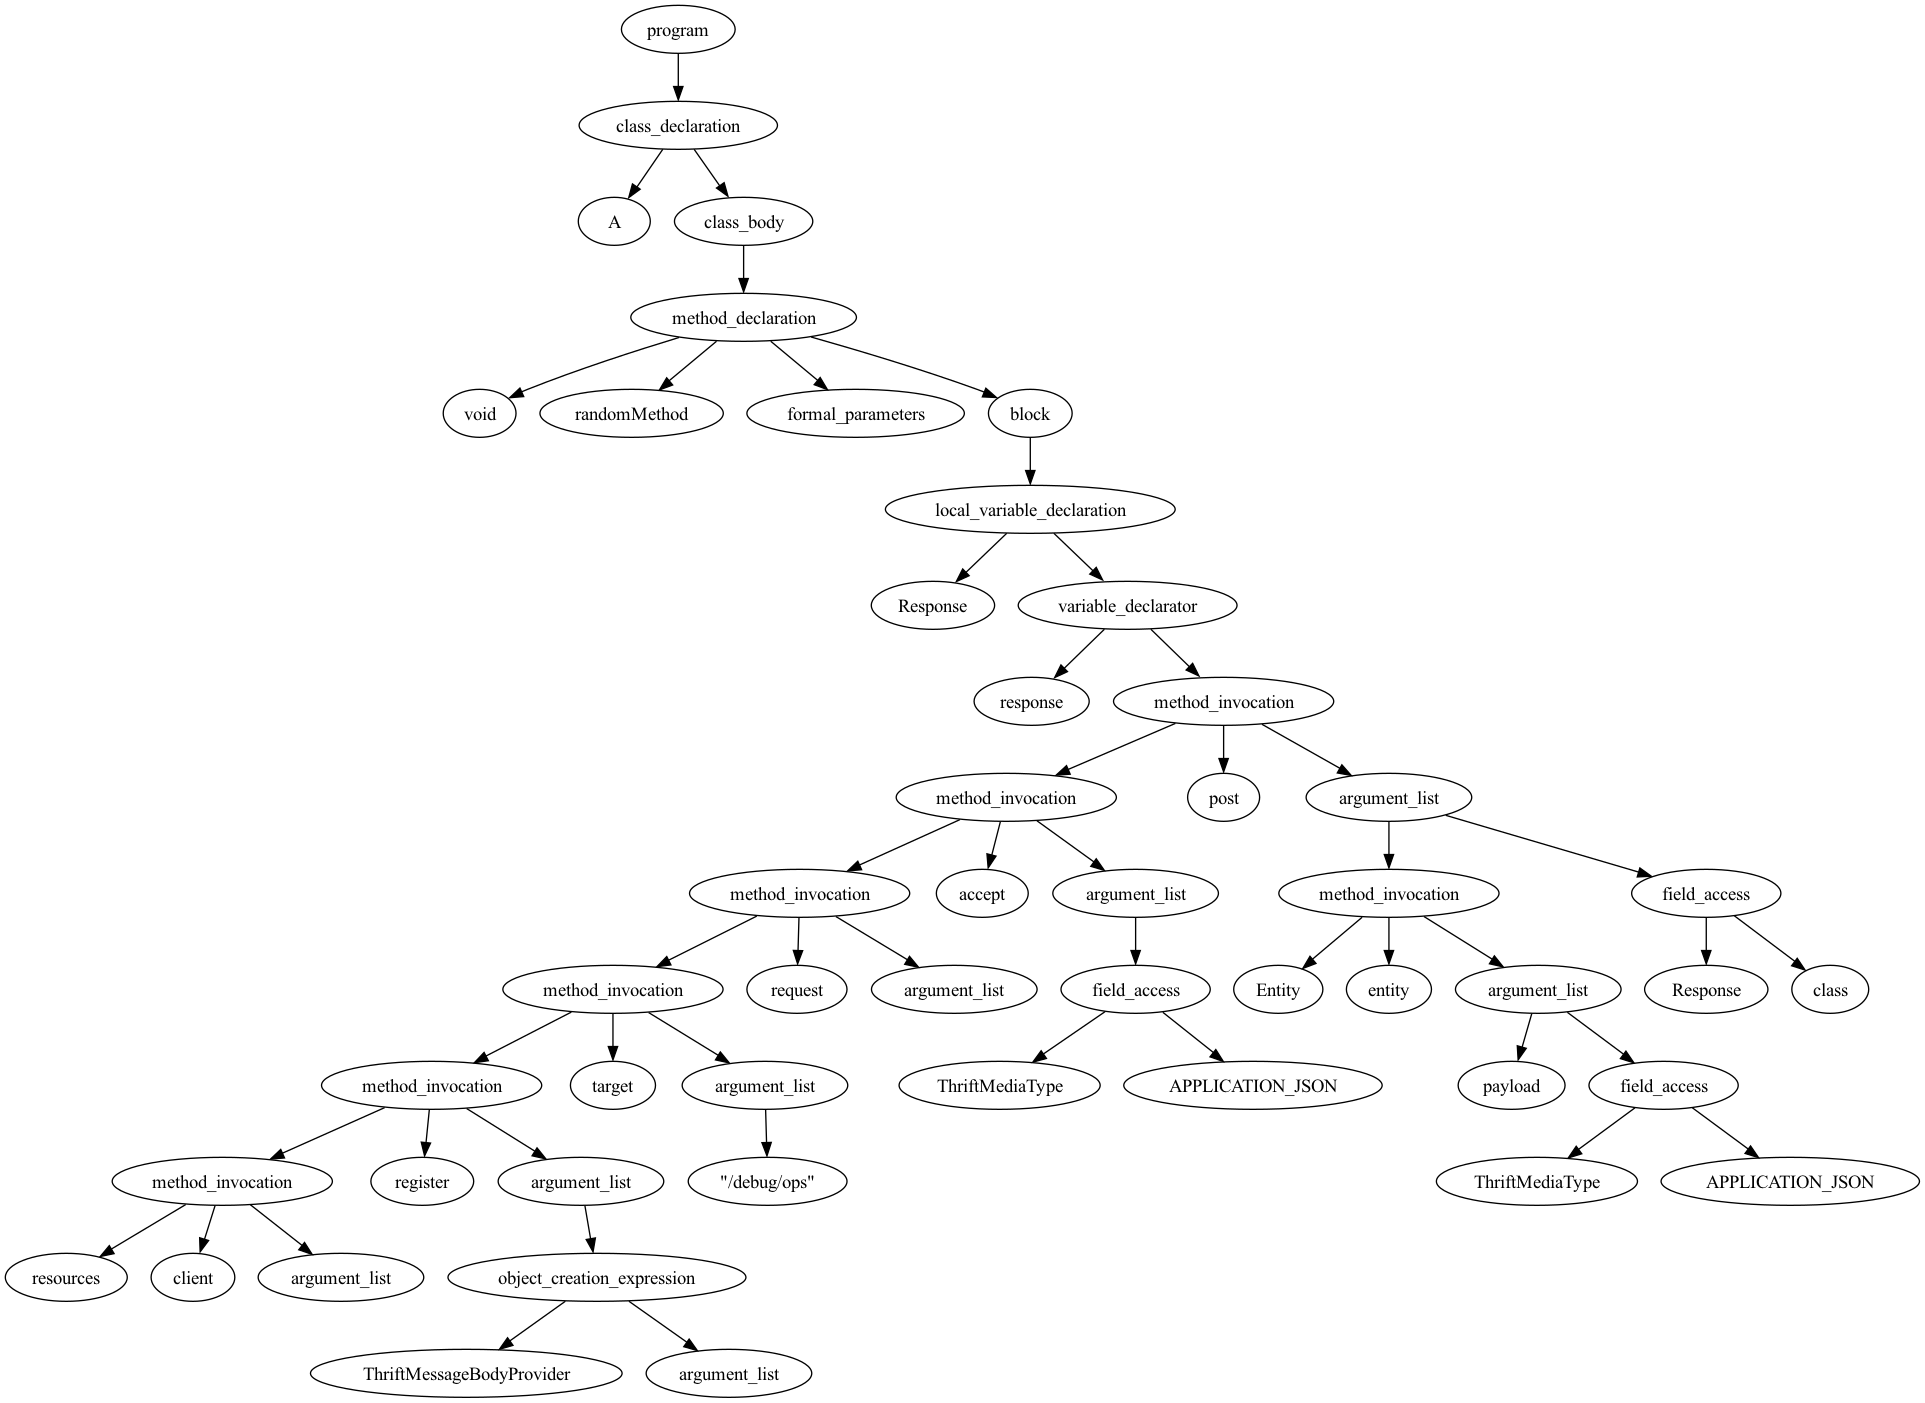 program
class_declaration
A
class_body
method_declaration
void
randomMethod
formal_parameters
block
local_variable_declaration
Response
variable_declarator
response
method_invocation
method_invocation
post
argument_list
method_invocation
accept
argument_list
method_invocation
field_access
method_invocation
request
argument_list
field_access
Entity
entity
argument_list
Response
class
method_invocation
target
argument_list
ThriftMediaType
APPLICATION_JSON
payload
field_access
method_invocation
register
argument_list
"/debug/ops"
ThriftMediaType
APPLICATION_JSON
resources
client
argument_list
object_creation_expression
ThriftMessageBodyProvider
argument_list